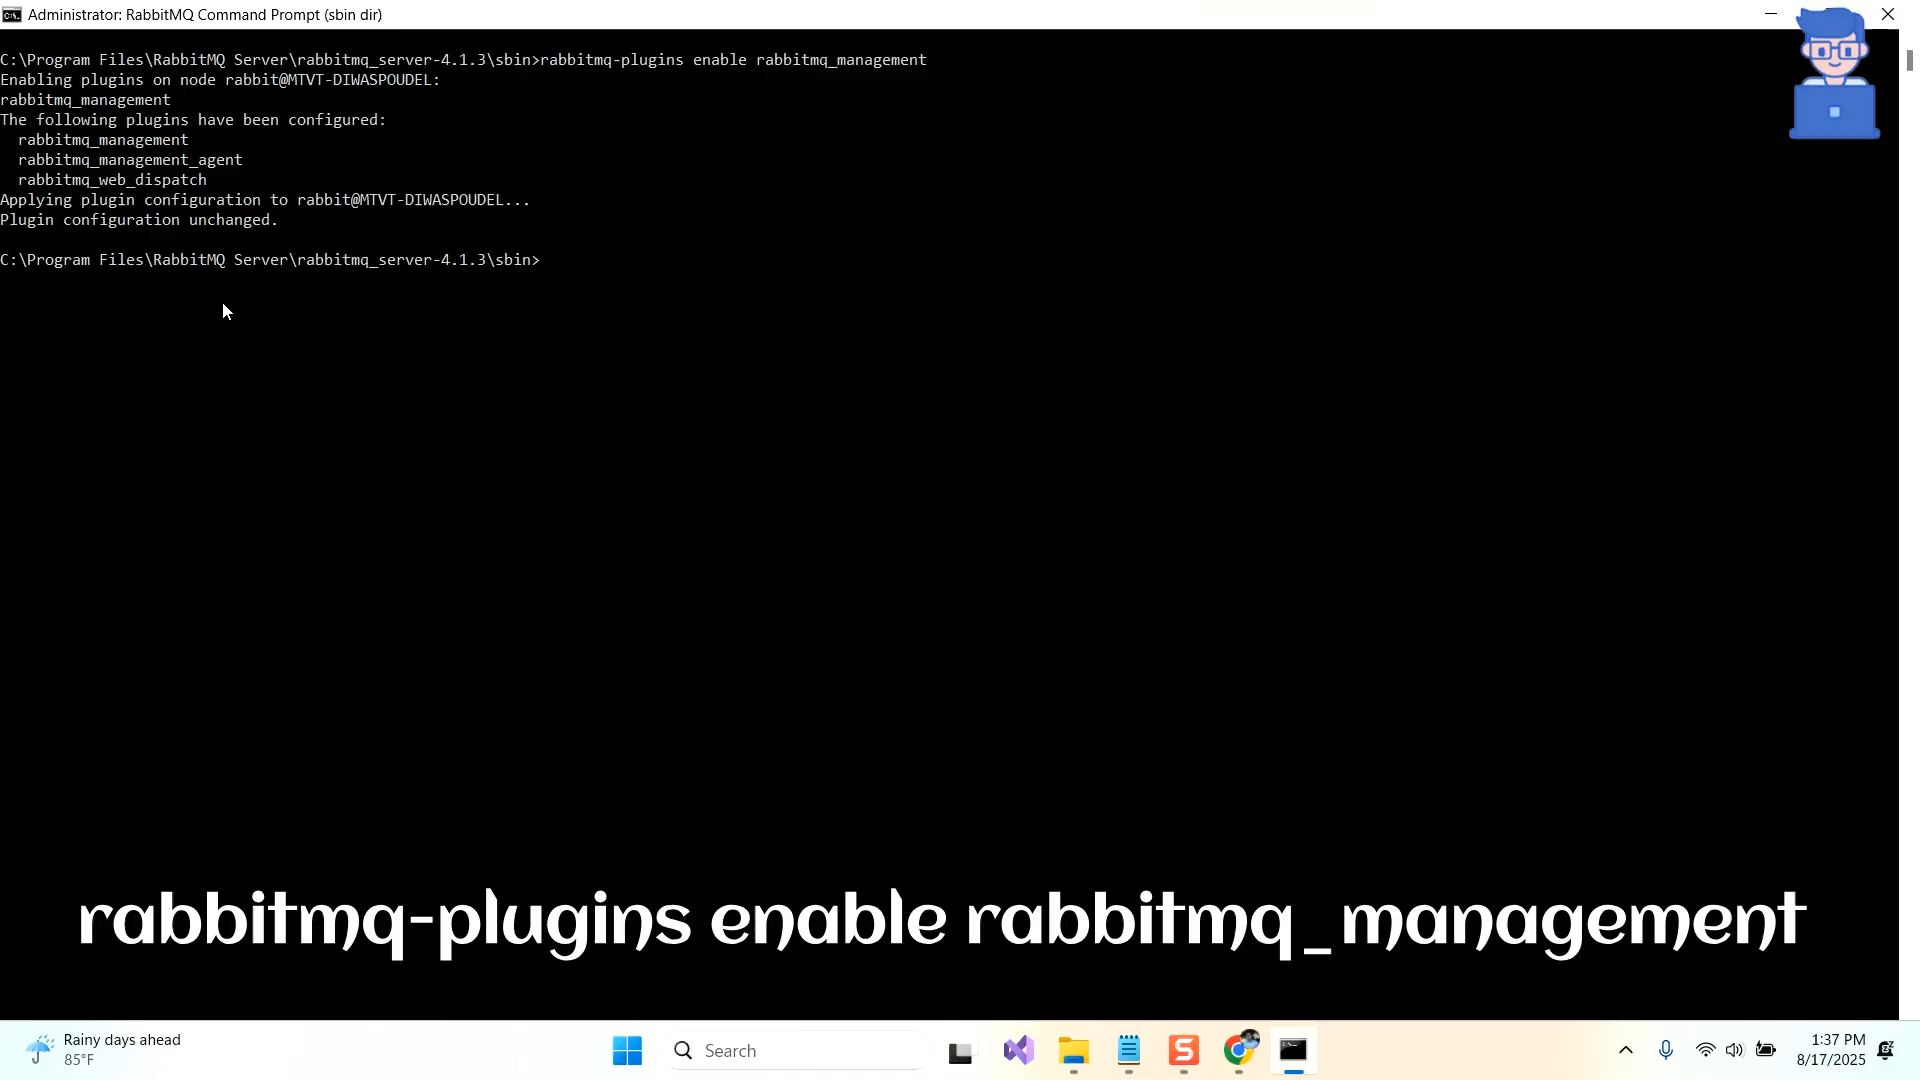 Administrator: RabbitMQ Command Prompt (sbin dir)
C:\Program Files\RabbitMQ Server\rabbitmq_server-4.1.3\sbin>rabbitmq-plugins enable rabbitmq_management
Enabling plugins on node rabbit@MTVT-DIWASPOUDEL:
rabbitmq_management
The following plugins have been configured:
  rabbitmq_management
  rabbitmq_management_agent
  rabbitmq_web_dispatch
Applying plugin configuration to rabbit@MTVT-DIWASPOUDEL...
Plugin configuration unchanged.
C:\Program Files\RabbitMQ Server\rabbitmq_server-4.1.3\sbin>
rabbitmq-plugins enable rabbitmq_management
Rainy days ahead
85°F
Search
1:37 PM
8/17/2025